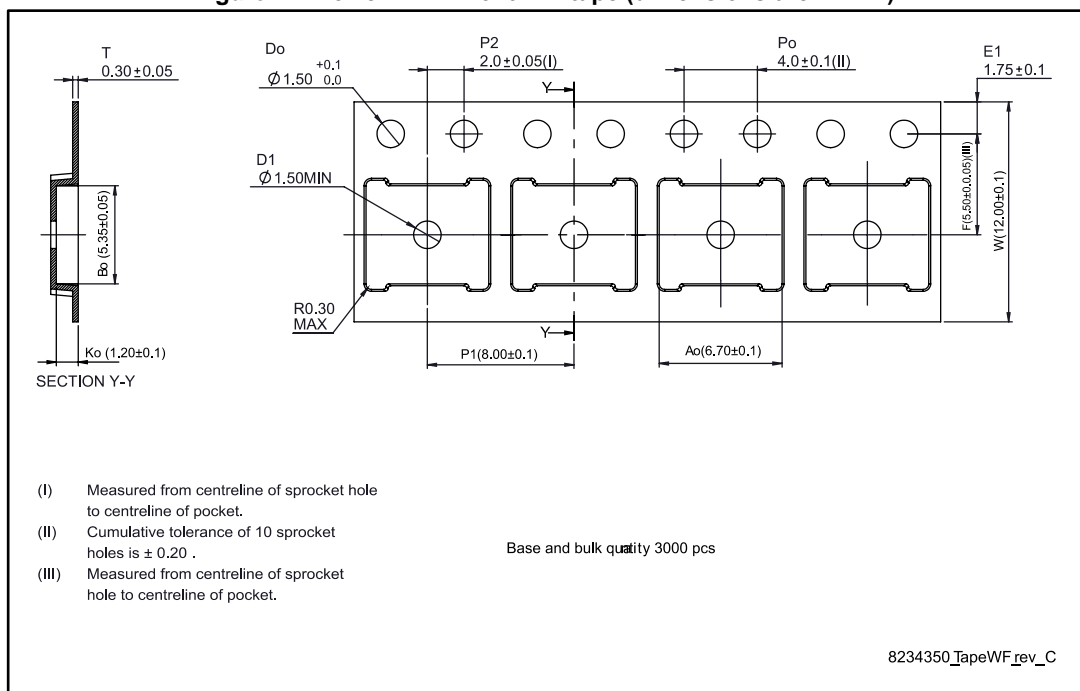 T
0.30±0.05
Do
Ø1.50 +0.1 0.0
P2
2.0±0.05(I)
Po
4.0±0.1(II)
E1
1.75±0.1
Y
D1
Ø1.50MIN
Bo (5.35±0.05)
F(5.50±0.0.05)(III)
W(12.00±0.1)
R0.30
MAX
Y
Ko (1.20±0.1)
P1(8.00±0.1)
Ao(6.70±0.1)
SECTION Y-Y
(I) Measured from centreline of sprocket hole
to centreline of pocket.
(II) Cumulative tolerance of 10 sprocket
holes is ± 0.20 .
(III) Measured from centreline of sprocket
hole to centreline of pocket.
Base and bulk quatity 3000 pcs
8234350_TapeWF_rev_C